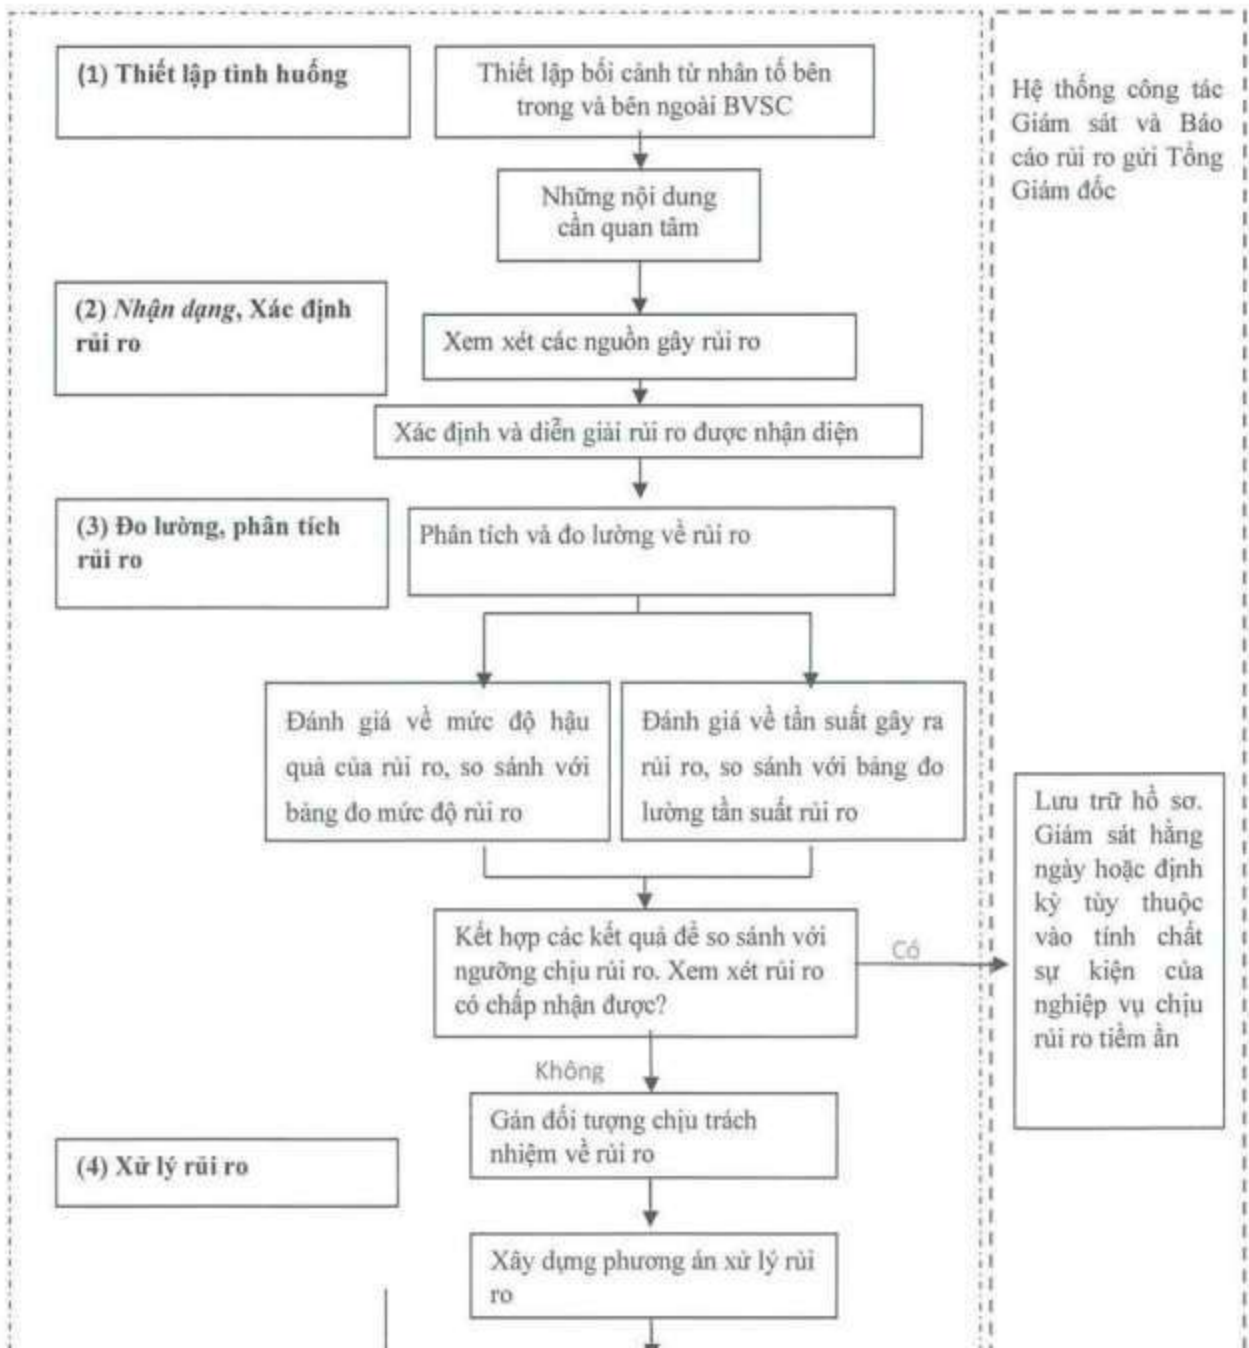 (1) Thiết lập tình huống
Thiết lập bối cảnh từ nhân tố bên
trong và bên ngoài BVSC
Hệ thống công tác
Giám sát và Báo
cáo rủi ro gửi Tổng
Giám đốc
Những nội dung
cần quan tâm
(2) Nhận dạng, Xác định
rủi ro
Xem xét các nguồn gây rủi ro
Xác định và diễn giải rủi ro được nhận diện
(3) Đo lường, phân tích
rủi ro
Phân tích và đo lường về rủi ro
Đánh giá về mức độ hậu
quả của rủi ro, so sánh với
bảng đo mức độ rủi ro
Đánh giá về tần suất gây ra
rủi ro, so sánh với bảng đo
lường tần suất rủi ro
Lưu trữ hồ sơ.
Giám sát hằng
ngày hoặc định
kỳ tùy thuộc
vào tính chất
sự kiện của
nghiệp vụ chịu
rủi ro tiềm ẩn
Kết hợp các kết quả để so sánh với
ngưỡng chịu rủi ro. Xem xét rủi ro
có chấp nhận được?
Có
Không
Gán đối tượng chịu trách
nhiệm về rủi ro
(4) Xử lý rủi ro
Xây dựng phương án xử lý rủi
ro